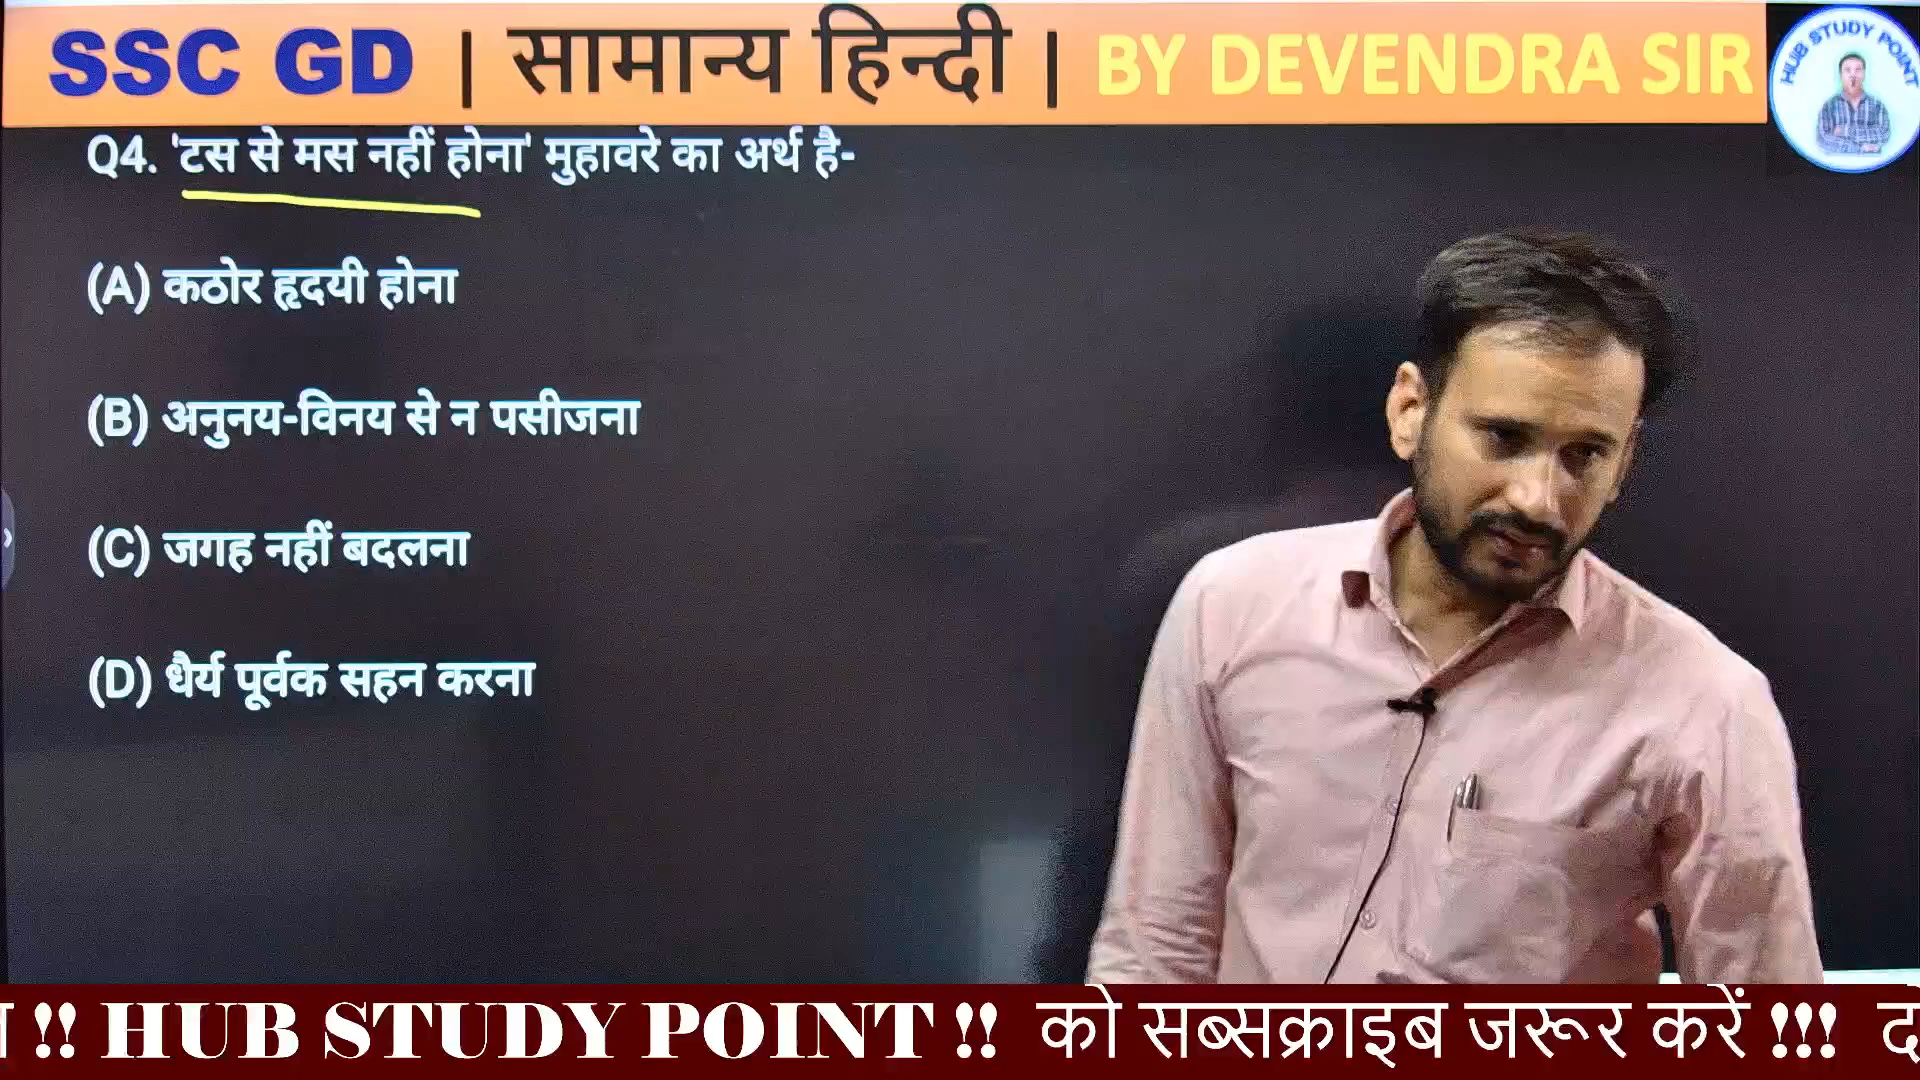 SSC GD | सामान्य हिन्दी | BY DEVENDRA SIR
HUB STUDY POINT
Q4. 'टस से मस नहीं होना' मुहावरे का अर्थ है-
(A) कठोर हृदयी होना
(B) अनुनय-विनय से न पसीजना
(C) जगह नहीं बदलना
(D) धैर्य पूर्वक सहन करना
!! HUB STUDY POINT !! को सब्सक्राइब जरूर करें !!!